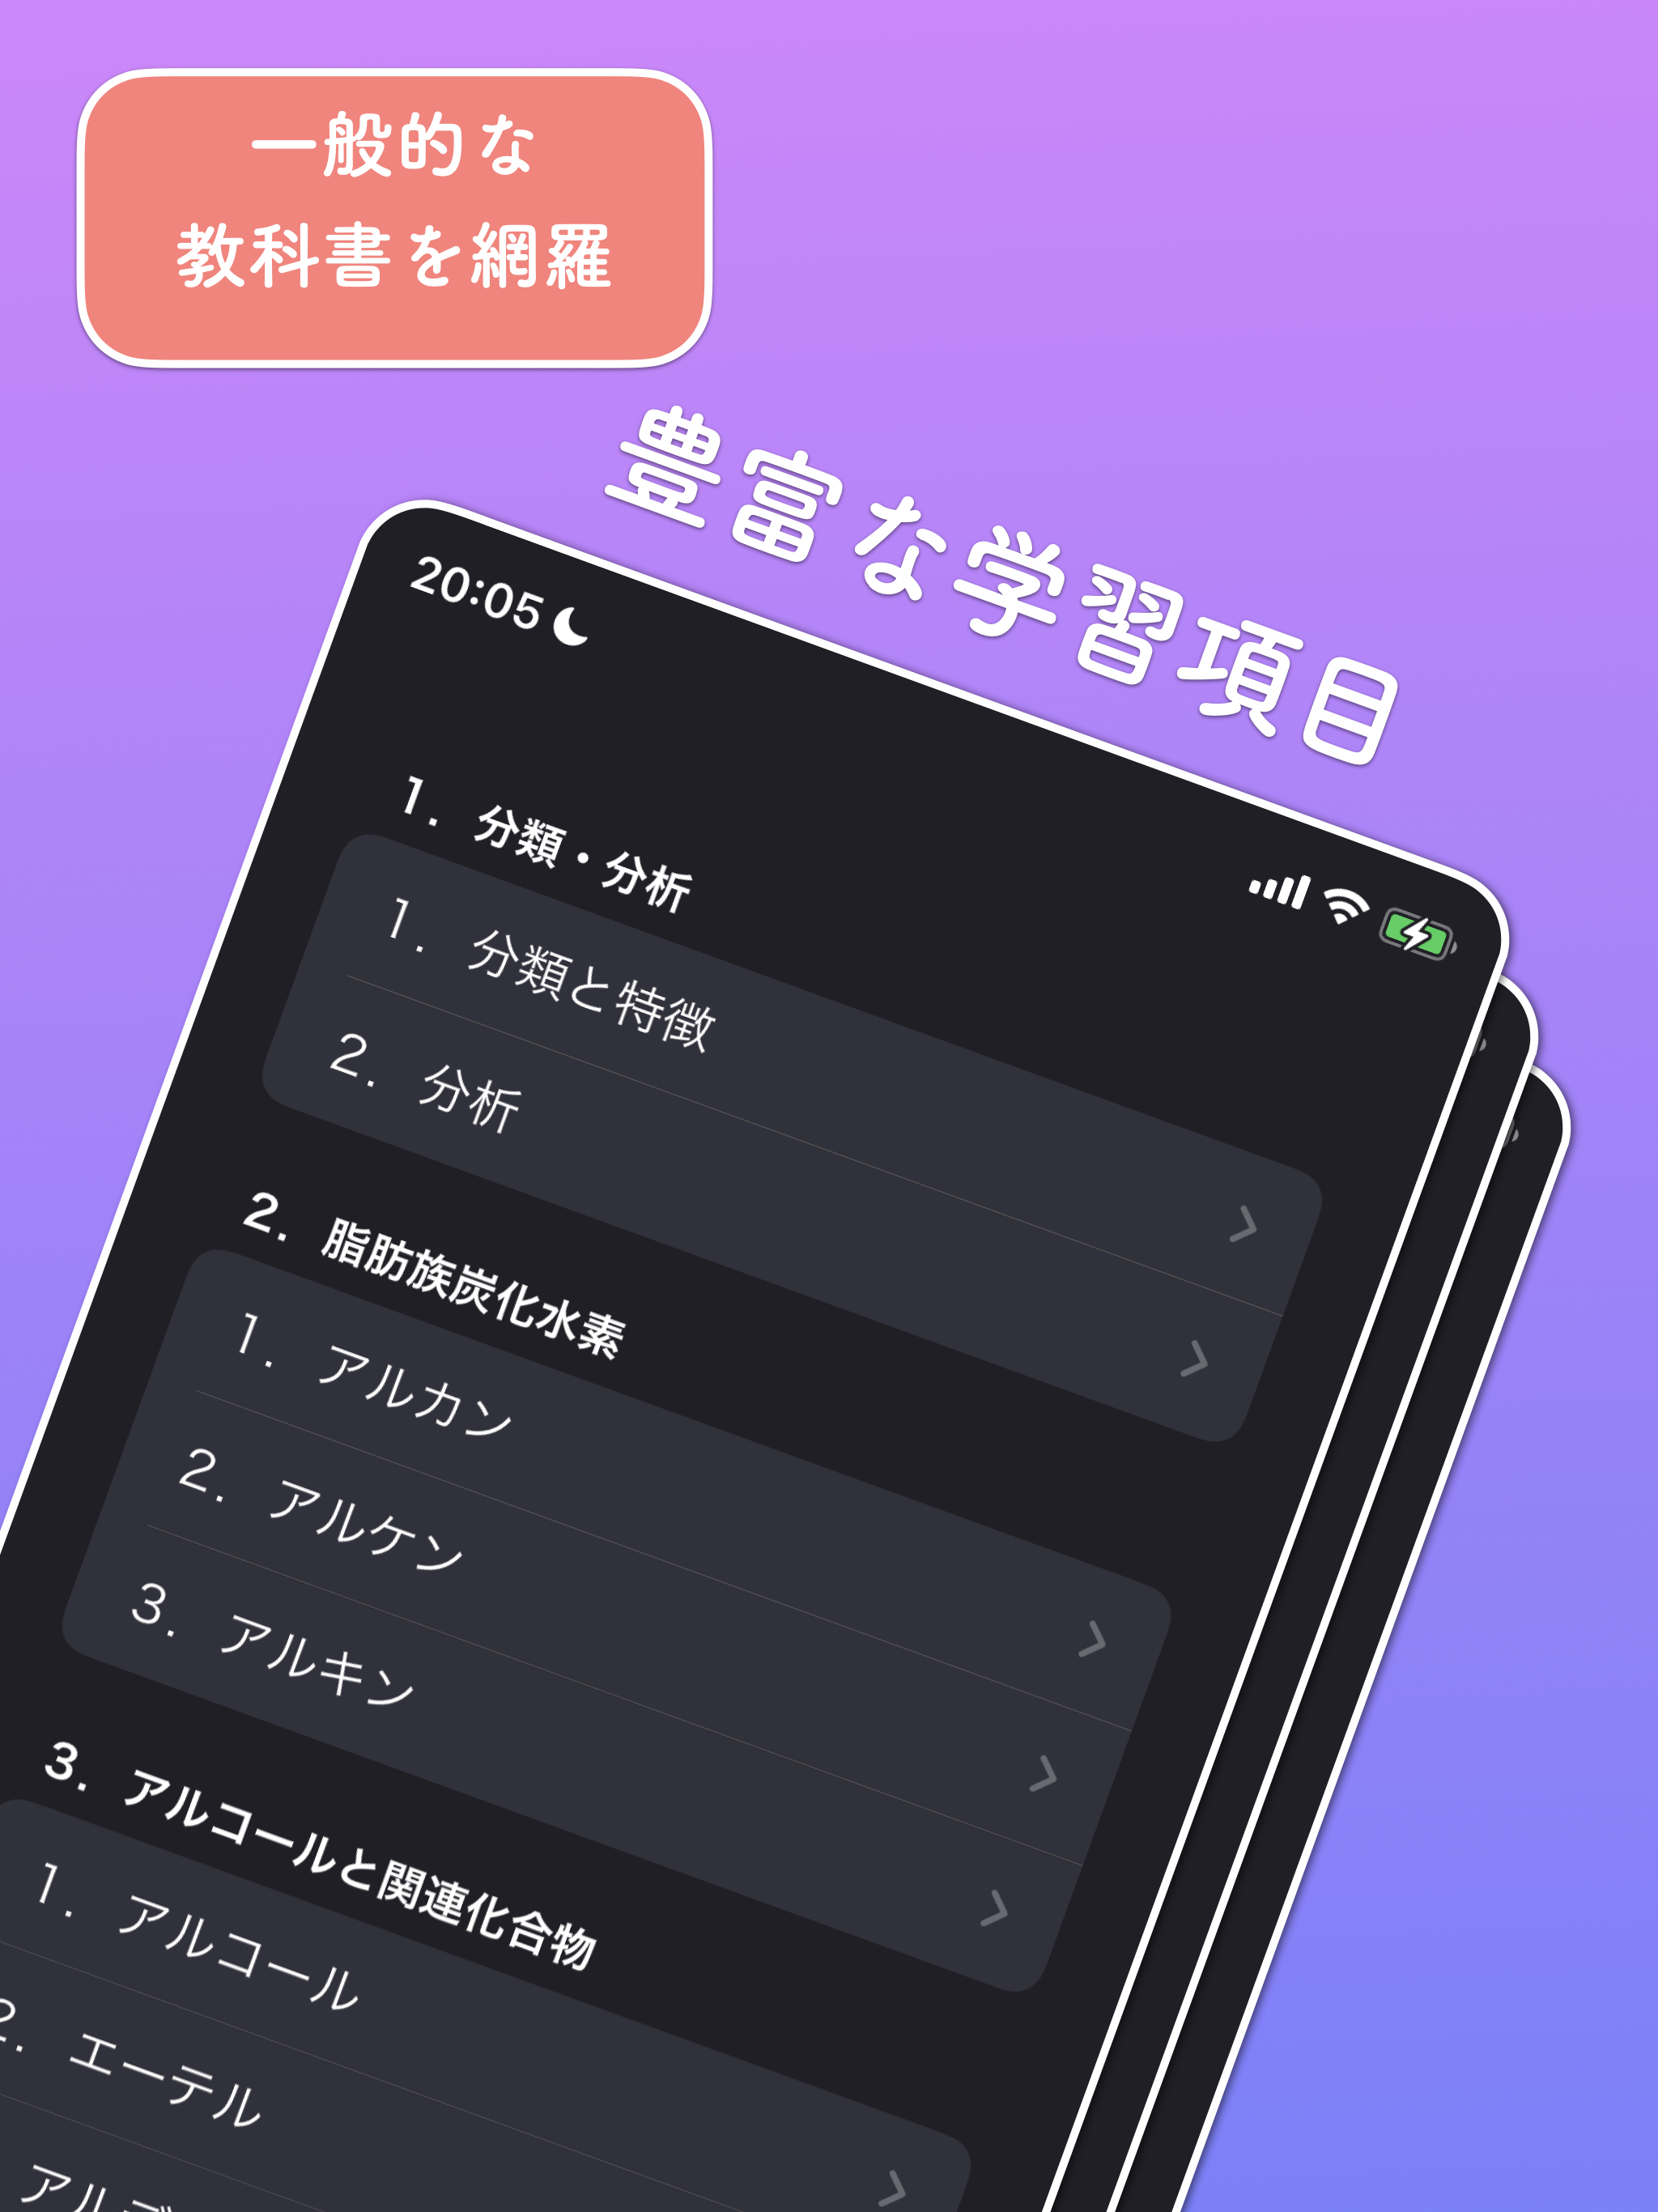 一般的な
教科書を網羅
豊富な学習項目
20:05
1. 分類・分析
1. 分類と特徴
2. 分析
2. 脂肪族炭化水素
1. アルカン
2. アルケン
3. アルキン
3. アルコールと関連化合物
1. アルコール
2. エーテル
アルデ